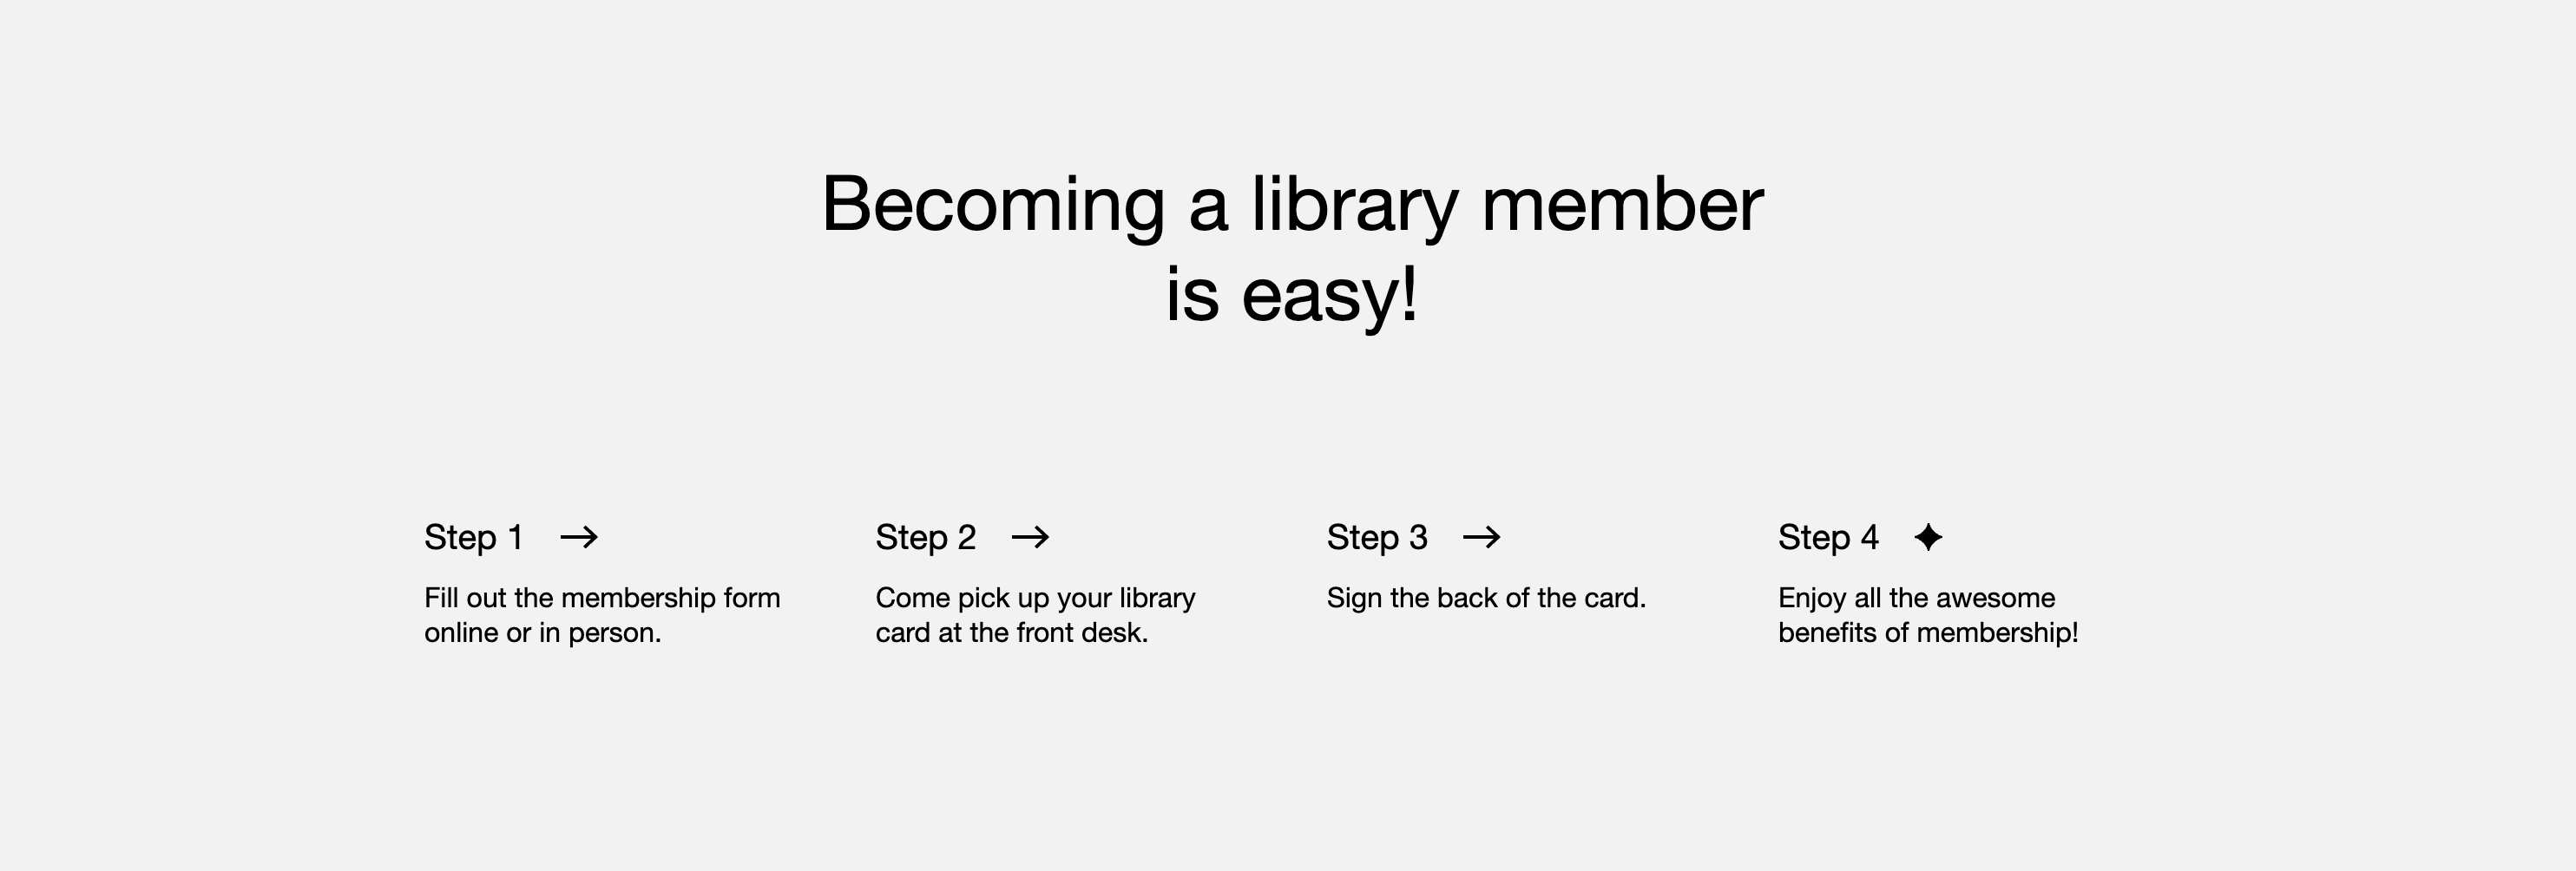 Becoming a library member
is easy!
Step 1 →
Fill out the membership form
online or in person.
Step 2 →
Come pick up your library
card at the front desk.
Step 3 →
Sign the back of the card.
Step 4 ✦
Enjoy all the awesome
benefits of membership!